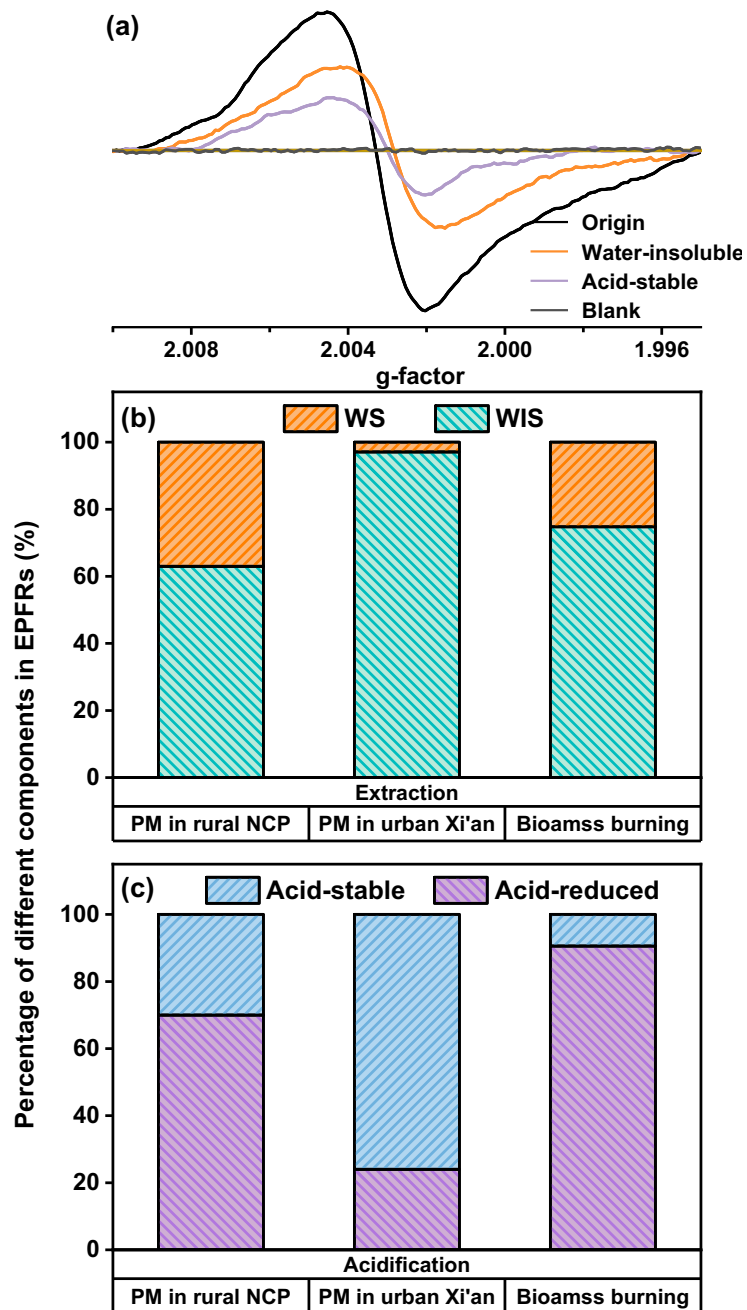 (a)
Origin
Water-insoluble
Acid-stable
Blank
2.008 2.004 2.000 1.996
g-factor
Percentage of different components in EPFRs (%)
(b) WS WIS
100
80
60
40
20
0
Extraction
PM in rural NCP PM in urban Xi'an Bioamss burning
(c) Acid-stable Acid-reduced
100
80
60
40
20
0
Acidification
PM in rural NCP PM in urban Xi'an Bioamss burning